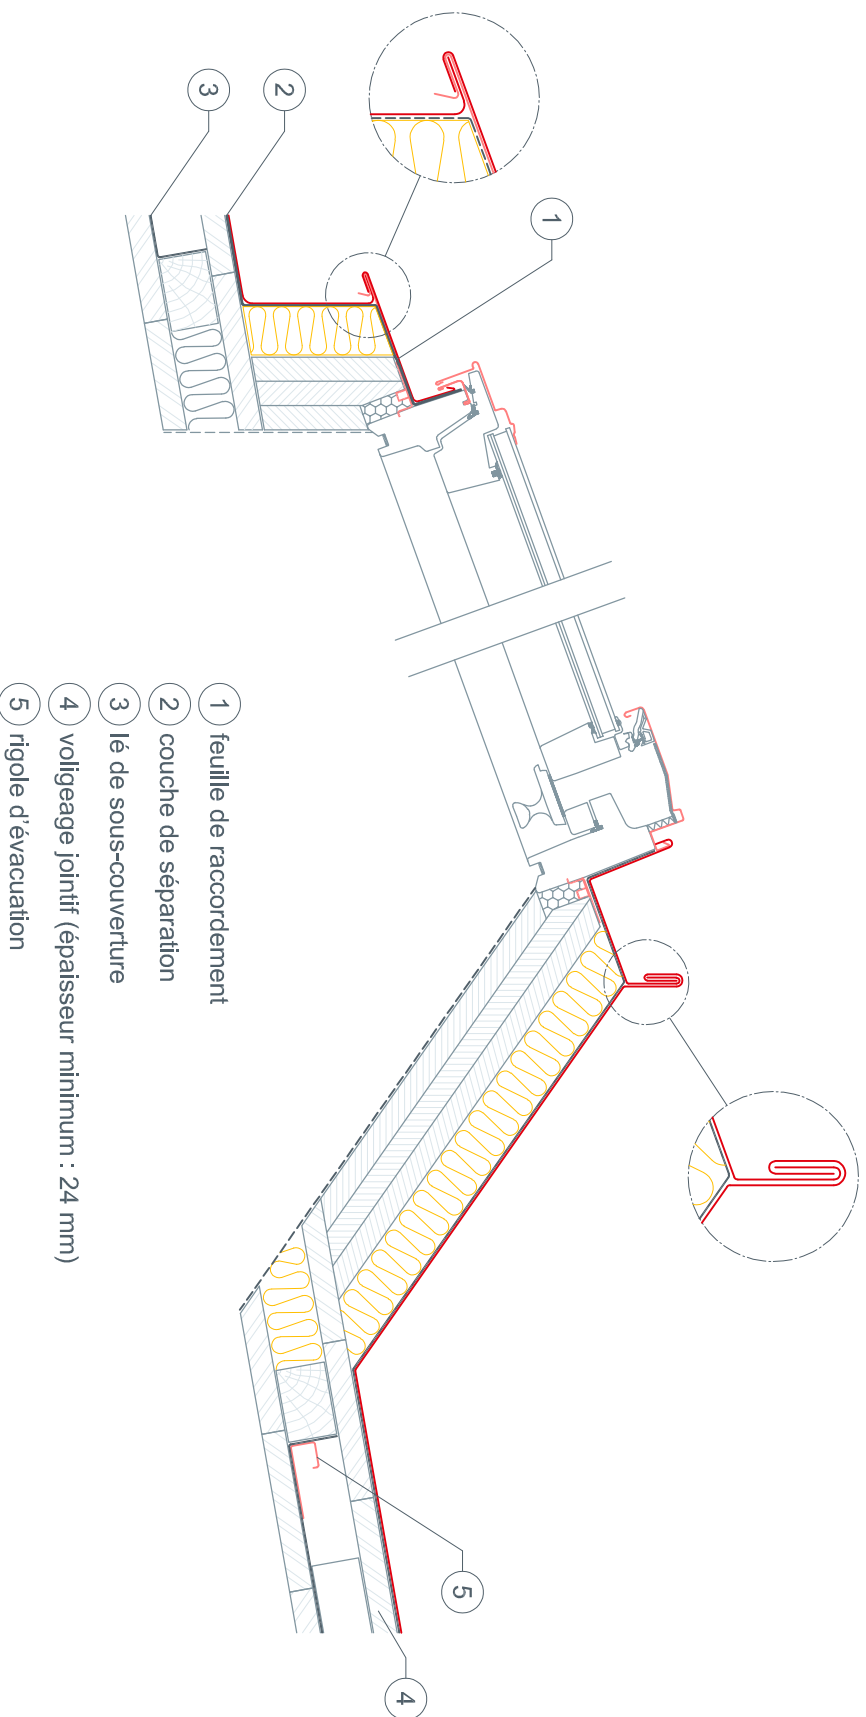 3
2
1
5
4
1 feuille de raccordement
2 couche de séparation
3 lé de sous-couverture
4 voligeage jointif (épaisseur minimum : 24 mm)
5 rigole d'évacuation